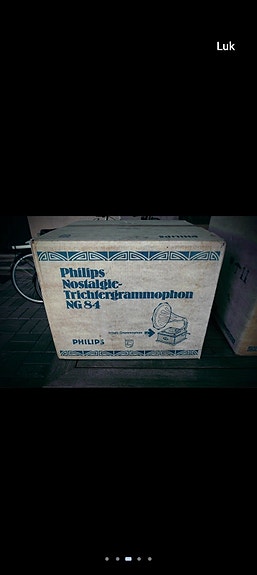 Luk
PHILIPS
Philips
Nostalgie-
Trichtergrammophon
NG 84
PHILIPS